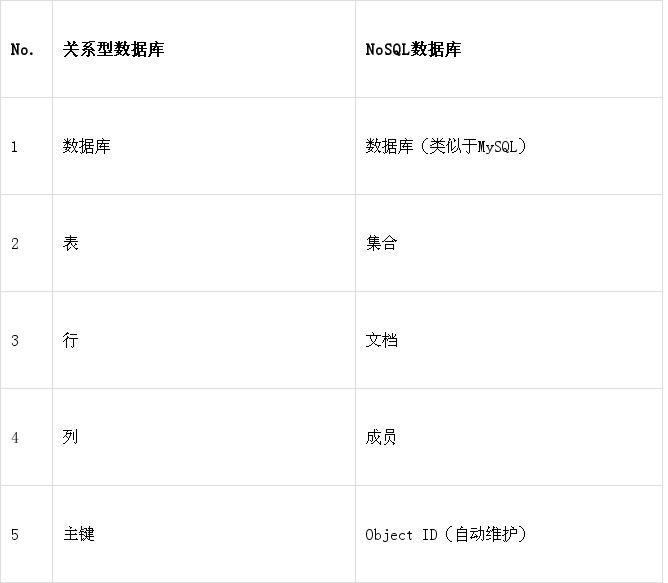 No. 关系型数据库 NoSQL数据库
1 数据库 数据库（类似于MySQL）
2 表 集合
3 行 文档
4 列 成员
5 主键 Object ID（自动维护）